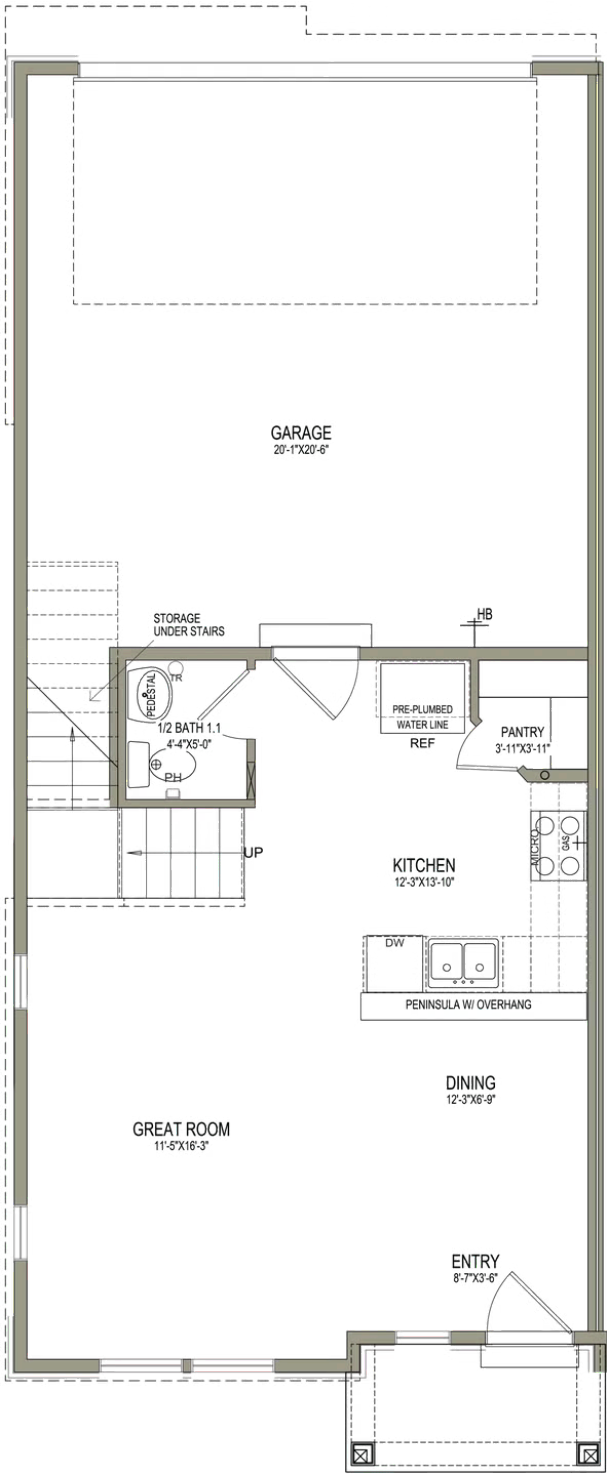 GARAGE
20'-1"X20'-6"
STORAGE
UNDER STAIRS
HB
TR
PEDESTAL
1/2 BATH 1.1
4'-4"X5'-0"
PH
PRE-PLUMBED
WATER LINE
REF
PANTRY
3'-11"X3'-11"
UP
KITCHEN
12'-3"X13'-10"
MICRO
GAS
DW
PENINSULA W/ OVERHANG
DINING
12'-3"X6'-9"
GREAT ROOM
11'-5"X16'-3"
ENTRY
8'-7"X3'-6"